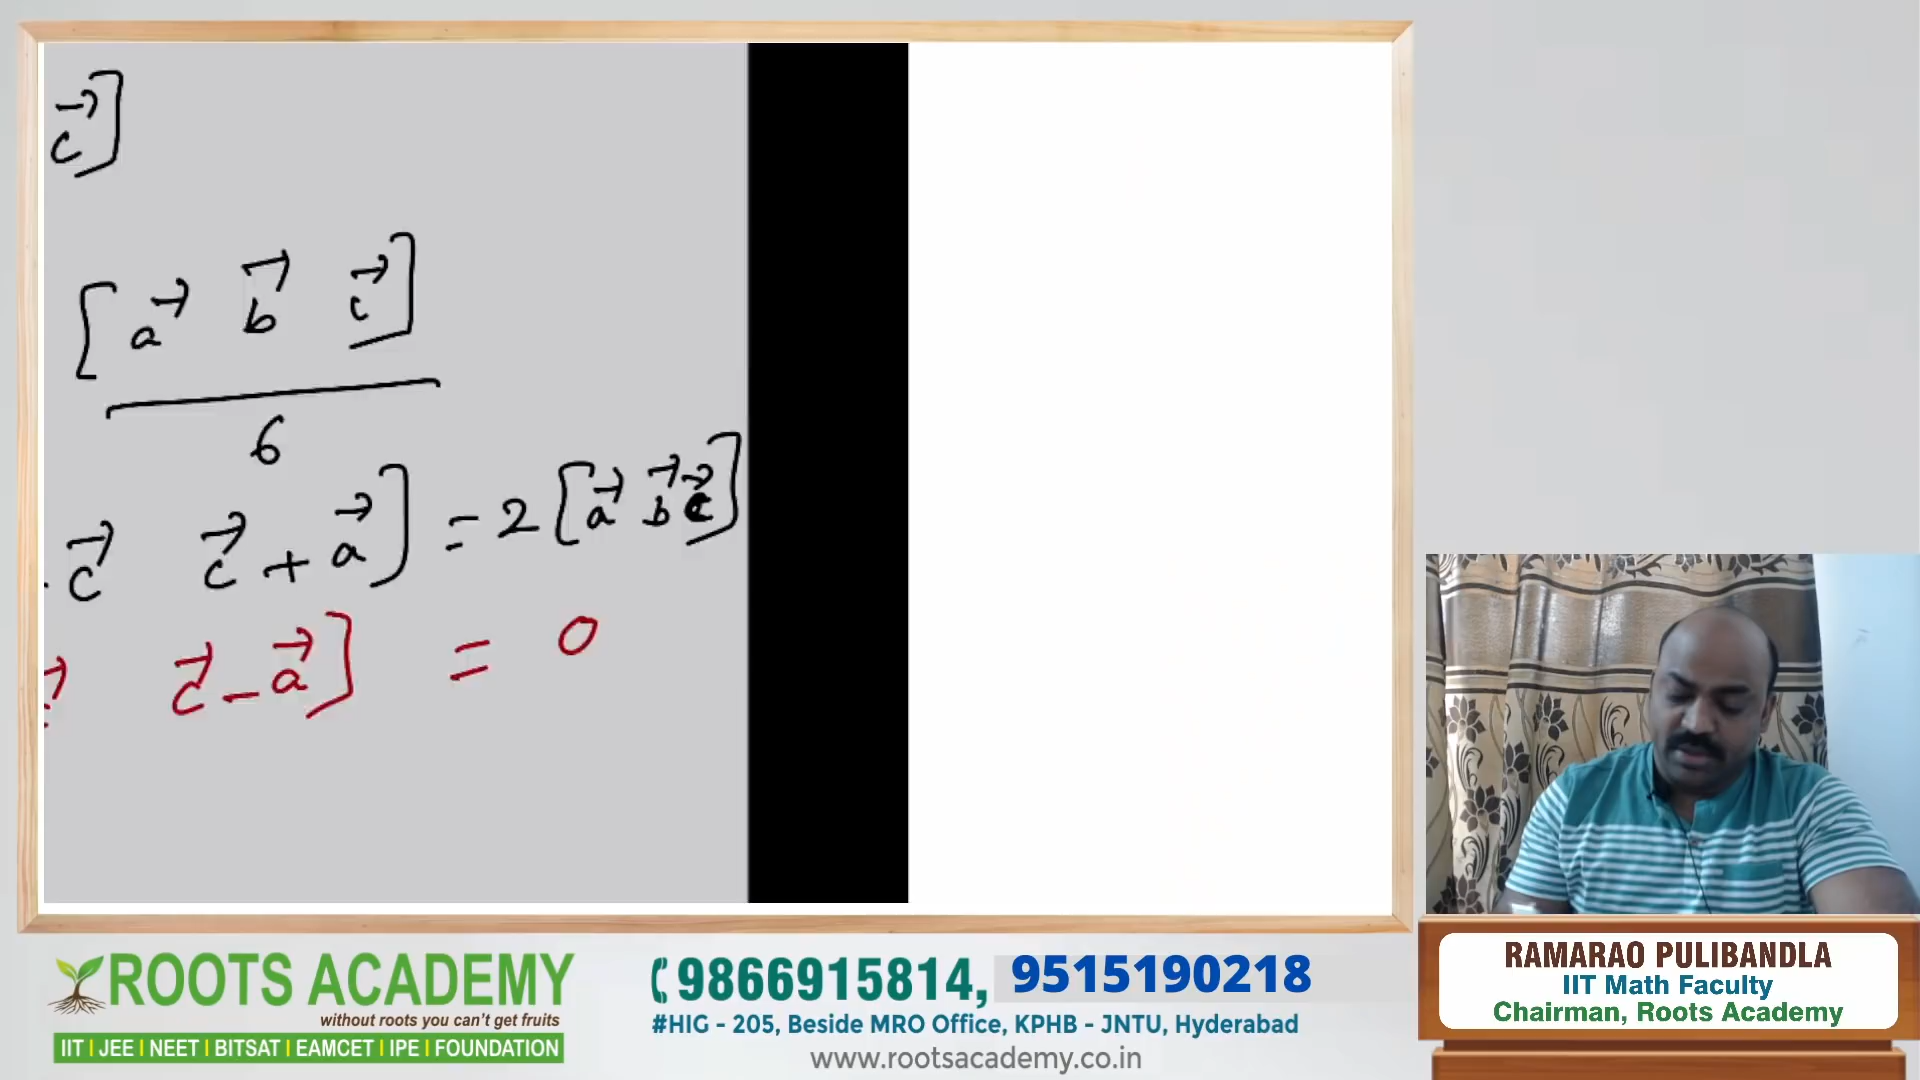 c⃗]
[a⃗ b⃗ c⃗]
6
c⃗ c⃗ + a⃗] = 2 [a⃗ b⃗ c⃗]
c⃗ - a⃗] = 0
ROOTS ACADEMY
without roots you can't get fruits
IIT | JEE | NEET | BITSAT | EAMCET | IPE | FOUNDATION
9866915814, 9515190218
#HIG - 205, Beside MRO Office, KPHB - JNTU, Hyderabad
www.rootsacademy.co.in
RAMARAO PULIBANDLA
IIT Math Faculty
Chairman, Roots Academy